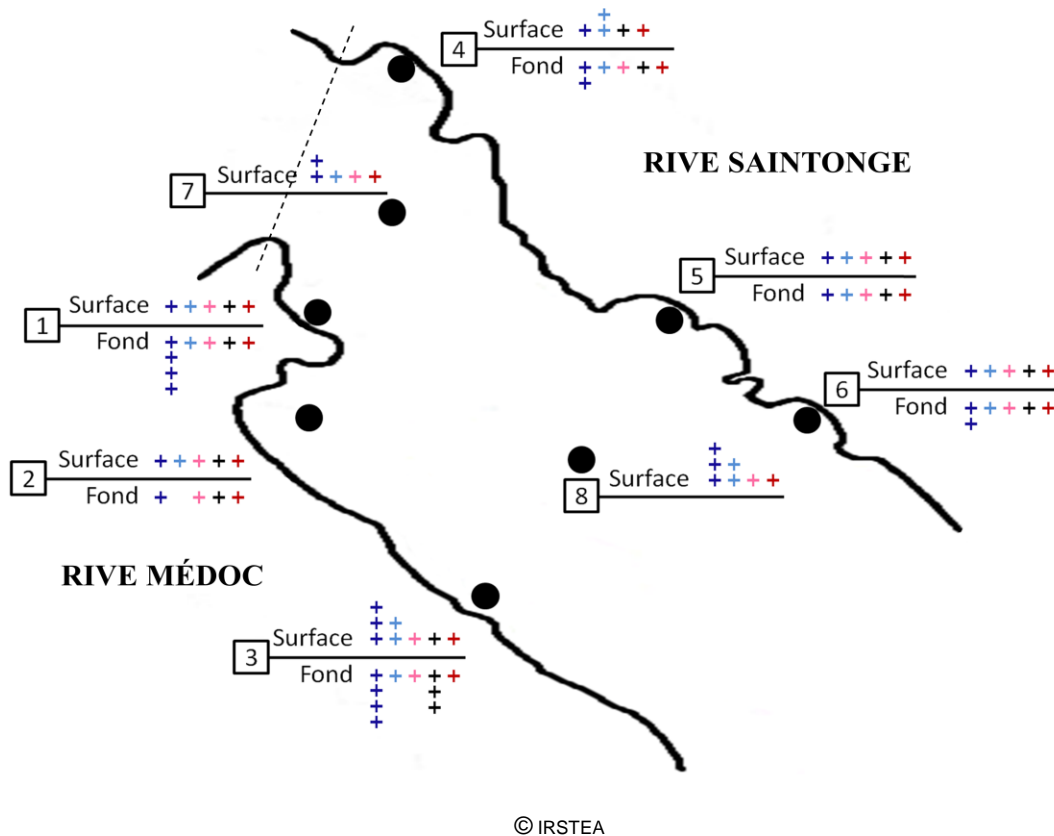 4
Surface
Fond
RIVE SAINTONGE
7
Surface
5
Surface
Fond
1
Surface
Fond
6
Surface
Fond
2
Surface
Fond
8
Surface
RIVE MÉDOC
3
Surface
Fond
© IRSTEA